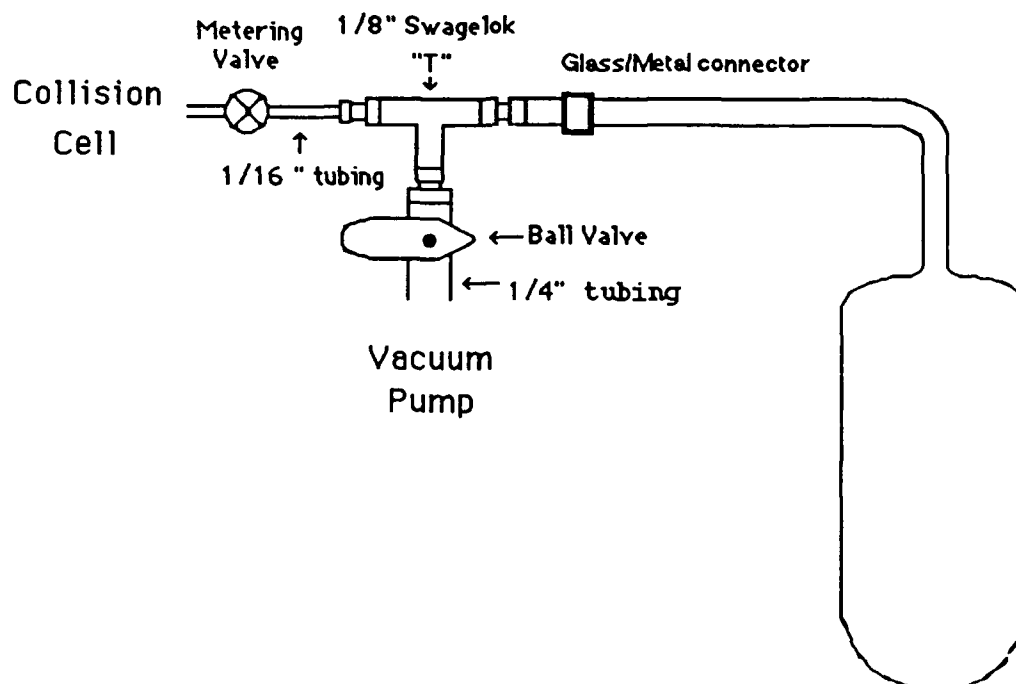 1/8" Swagelok
"T"
Metering
Valve
Glass/Metal connector
Collision
Cell
1/16 " tubing
Ball Valve
1/4" tubing
Vacuum
Pump